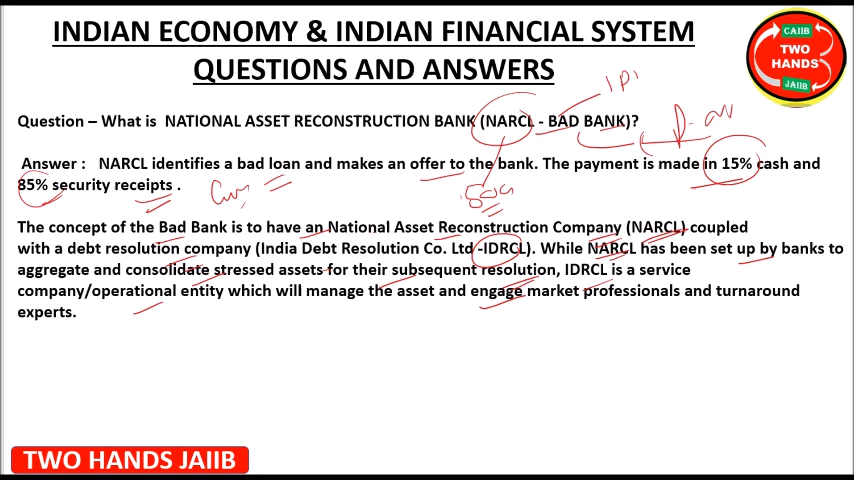 INDIAN ECONOMY & INDIAN FINANCIAL SYSTEM
QUESTIONS AND ANSWERS
CAIIB
TWO
HANDS
JAIIB
Question – What is NATIONAL ASSET RECONSTRUCTION BANK (NARCL - BAD BANK)?
Answer : NARCL identifies a bad loan and makes an offer to the bank. The payment is made in 15% cash and
85% security receipts .
The concept of the Bad Bank is to have an National Asset Reconstruction Company (NARCL) coupled
with a debt resolution company (India Debt Resolution Co. Ltd -IDRCL). While NARCL has been set up by banks to
aggregate and consolidate stressed assets for their subsequent resolution, IDRCL is a service
company/operational entity which will manage the asset and engage market professionals and turnaround
experts.
TWO HANDS JAIIB